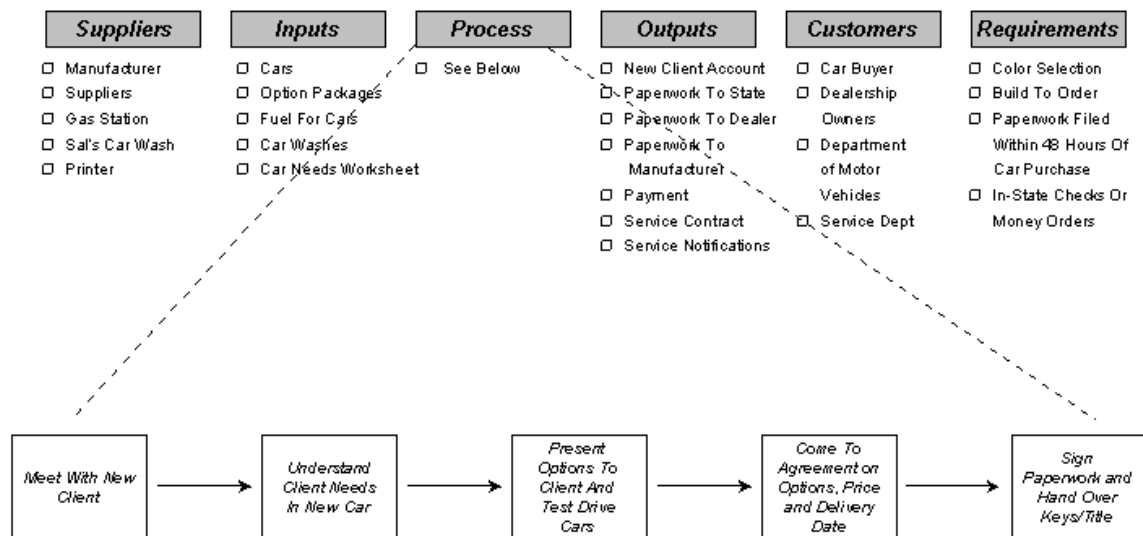 Suppliers
Manufacturer
Suppliers
Gas Station
Sal's Car Wash
Printer
Inputs
Cars
Option Packages
Fuel For Cars
Car Washes
Car Needs Worksheet
Process
See Below
Outputs
New Client Account
Paperwork To State
Paperwork To Dealer
Paperwork To
Manufacturer
Payment
Service Contract
Service Notifications
Customers
Car Buyer
Dealership
Owners
Department
of Motor
Vehicles
Service Dept
Requirements
Color Selection
Build To Order
Paperwork Filed
Within 48 Hours Of
Car Purchase
In-State Checks Or
Money Orders
Meet With New
Client
Understand
Client Needs
In New Car
Present
Options To
Client And
Test Drive
Cars
Come To
Agreement on
Options, Price
and Delivery
Date
Sign
Paperwork and
Hand Over
Keys/Title